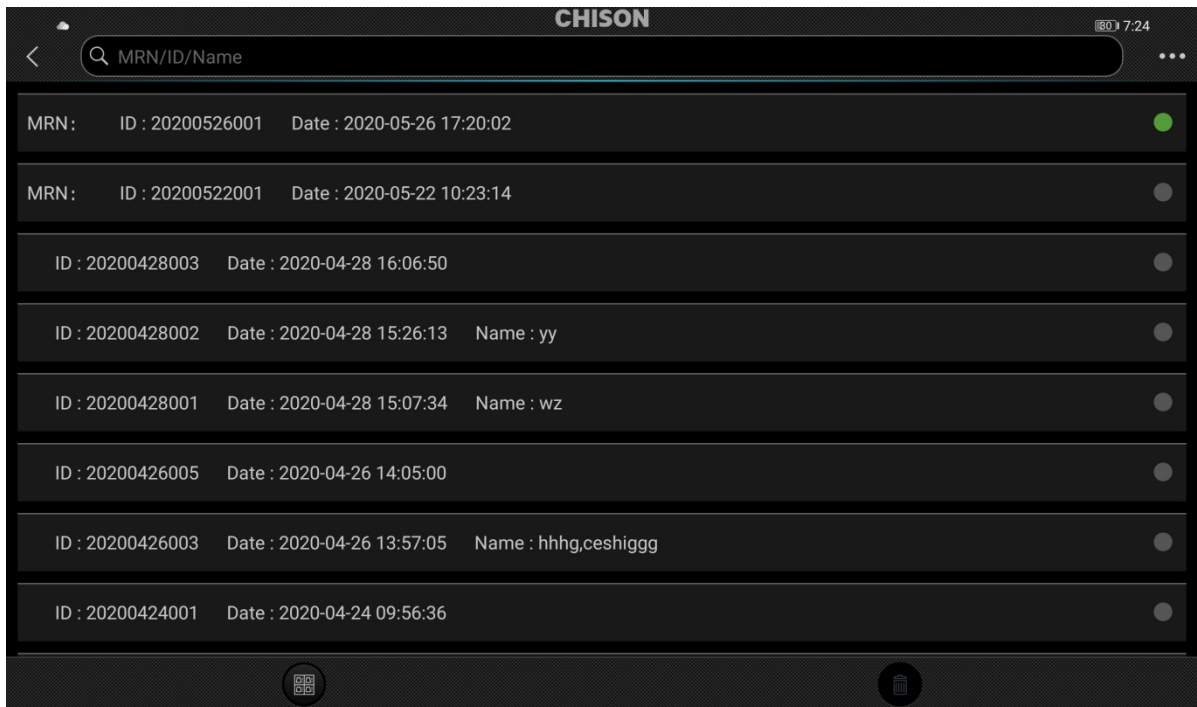 CHISON
30 7:24
MRN/ID/Name
MRN: ID : 20200526001 Date : 2020-05-26 17:20:02
MRN: ID : 20200522001 Date : 2020-05-22 10:23:14
ID : 20200428003 Date : 2020-04-28 16:06:50
ID : 20200428002 Date : 2020-04-28 15:26:13 Name : yy
ID : 20200428001 Date : 2020-04-28 15:07:34 Name : wz
ID : 20200426005 Date : 2020-04-26 14:05:00
ID : 20200426003 Date : 2020-04-26 13:57:05 Name : hhhg,ceshiggg
ID : 20200424001 Date : 2020-04-24 09:56:36